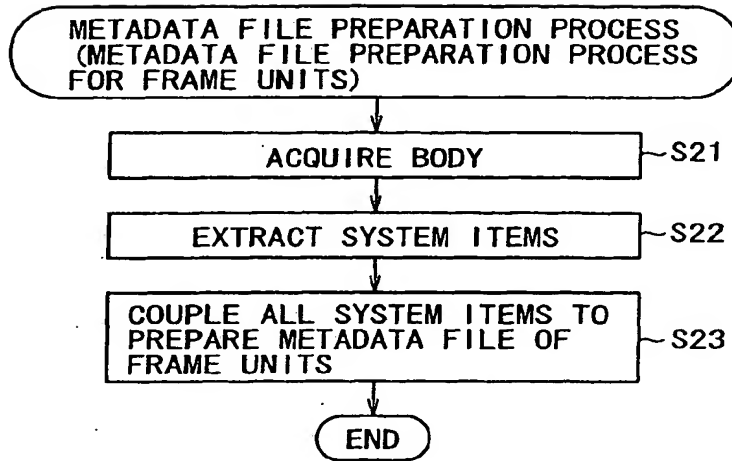 METADATA FILE PREPARATION PROCESS
(METADATA FILE PREPARATION PROCESS
FOR FRAME UNITS)
ACQUIRE BODY
S21
EXTRACT SYSTEM ITEMS
S22
COUPLE ALL SYSTEM ITEMS TO
PREPARE METADATA FILE OF
FRAME UNITS
S23
END